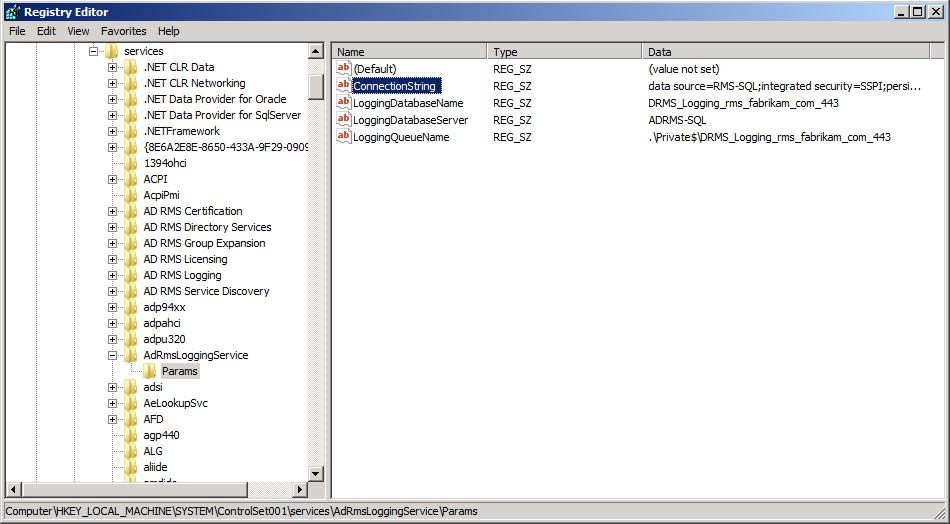 Registry Editor
File Edit View Favorites Help
services
.NET CLR Data
.NET CLR Networking
.NET Data Provider for Oracle
.NET Data Provider for SqlServer
.NETFramework
{8E6A2E8E-8650-433A-9F29-0909
1394ohci
ACPI
AcpiPmi
AD RMS Certification
AD RMS Directory Services
AD RMS Group Expansion
AD RMS Licensing
AD RMS Logging
AD RMS Service Discovery
adp94xx
adpahci
adpu320
AdRmsLoggingService
Params
adsi
AeLookupSvc
AFD
agp440
ALG
aliide
Name Type Data
(Default) REG_SZ (value not set)
ConnectionString REG_SZ data source=RMS-SQL;integrated security=SSPI;persi...
LoggingDatabaseName REG_SZ DRMS_Logging_rms_fabrikam_com_443
LoggingDatabaseServer REG_SZ ADRMS-SQL
LoggingQueueName REG_SZ .\Private$\DRMS_Logging_rms_fabrikam_com_443
Computer\HKEY_LOCAL_MACHINE\SYSTEM\ControlSet001\services\AdRmsLoggingService\Params